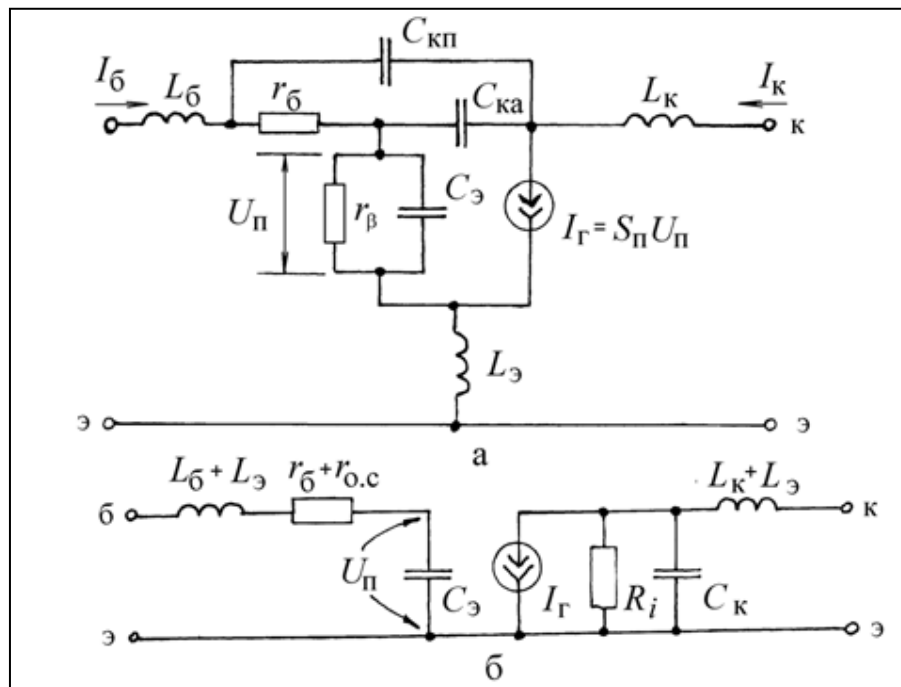 Cкп
Iб Lб rб Cка Lк Iк
к
Uп rβ Cэ Iг = SпUп
Lэ
э э
а
Lб + Lэ rб+rо.с Lк+Lэ
б к
Uп Cэ Iг Ri Cк
э э
б